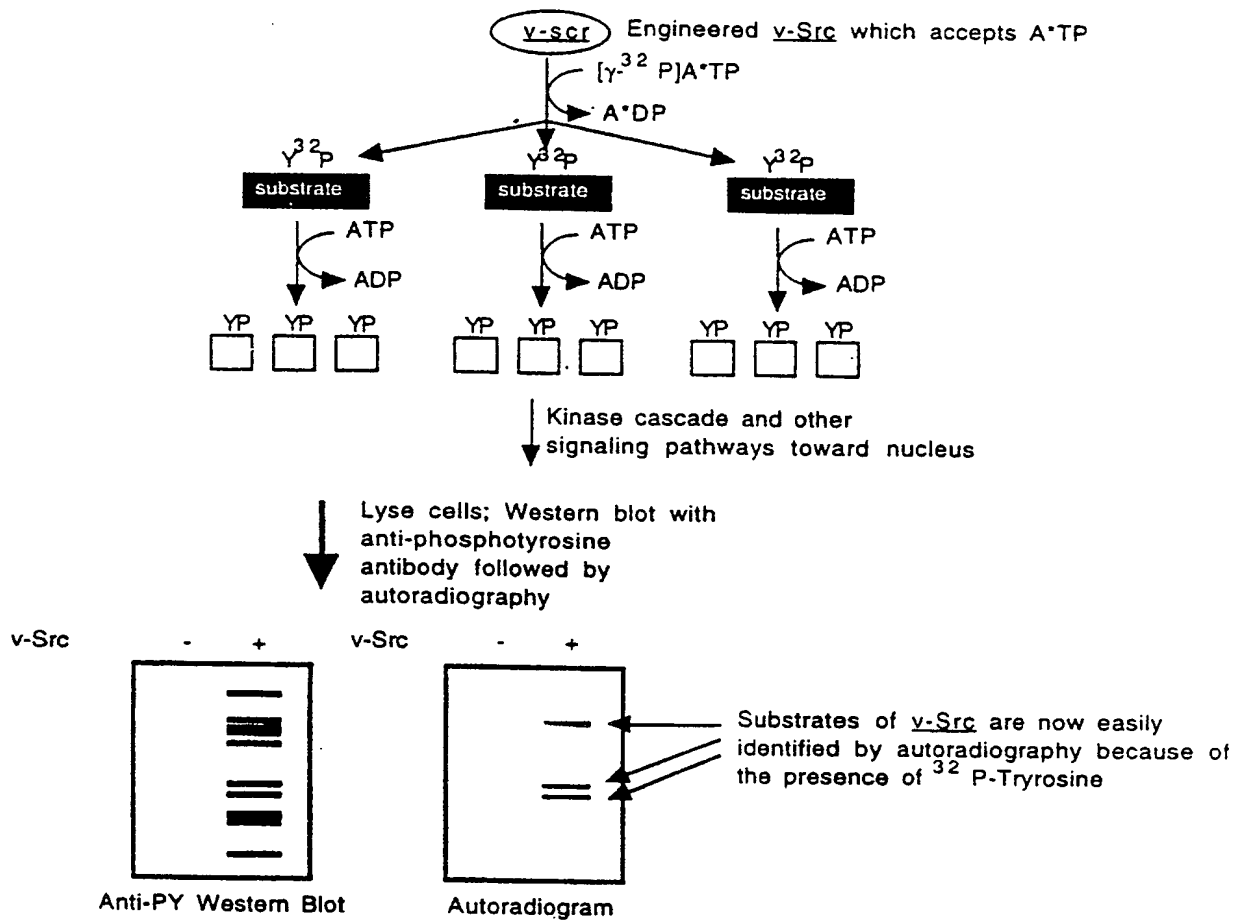 v-scr Engineered v-Src which accepts A*TP
[γ-³² P]A*TP
A*DP
Y³²P Y³²P Y³²P
substrate substrate substrate
ATP ATP ATP
ADP ADP ADP
YP YP YP YP YP YP YP YP YP
Kinase cascade and other
signaling pathways toward nucleus
Lyse cells; Western blot with
anti-phosphotyrosine
antibody followed by
autoradiography
v-Src - + v-Src - +
Substrates of v-Src are now easily
identified by autoradiography because of
the presence of ³² P-Tryrosine
Anti-PY Western Blot Autoradiogram